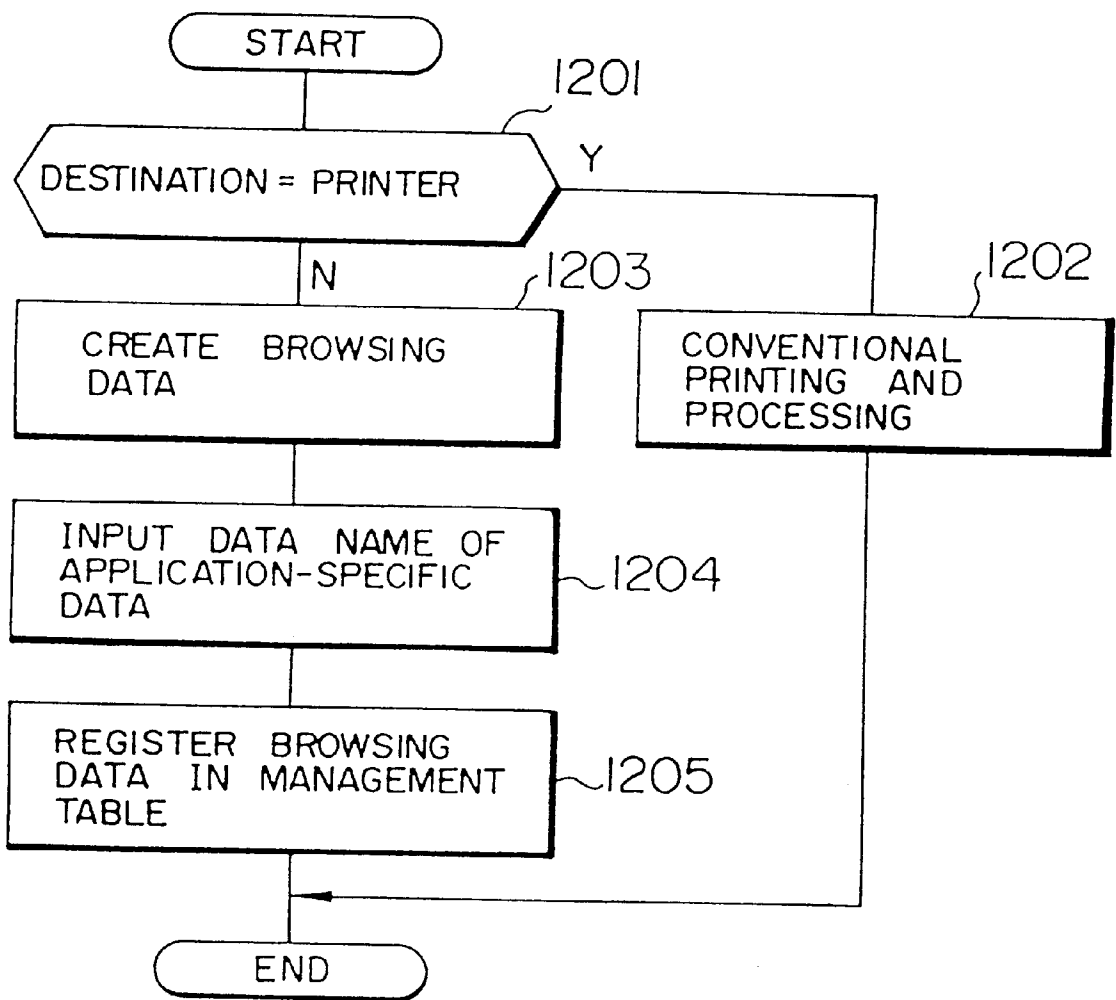 START
1201
DESTINATION = PRINTER
Y
N
1203
1202
CREATE BROWSING
DATA
CONVENTIONAL
PRINTING AND
PROCESSING
INPUT DATA NAME OF
APPLICATION-SPECIFIC
DATA
1204
REGISTER BROWSING
DATA IN MANAGEMENT
TABLE
1205
END